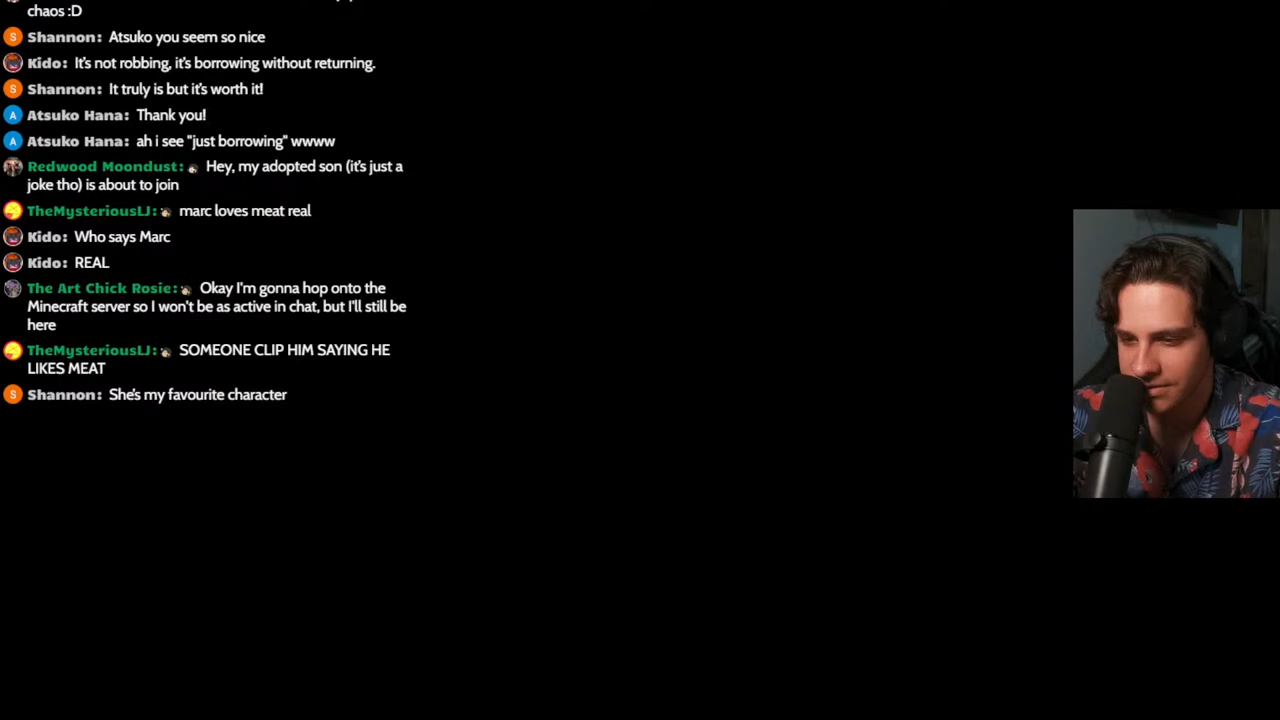 chaos :D
S Shannon: Atsuko you seem so nice
Kido: It's not robbing, it's borrowing without returning.
S Shannon: It truly is but it's worth it!
A Atsuko Hana: Thank you!
A Atsuko Hana: ah i see "just borrowing" wwww
Redwood Moondust: Hey, my adopted son (it's just a
joke tho) is about to join
TheMysteriousLJ: marc loves meat real
Kido: Who says Marc
Kido: REAL
The Art Chick Rosie: Okay I'm gonna hop onto the
Minecraft server so I won't be as active in chat, but I'll still be
here
TheMysteriousLJ: SOMEONE CLIP HIM SAYING HE
LIKES MEAT
S Shannon: She's my favourite character